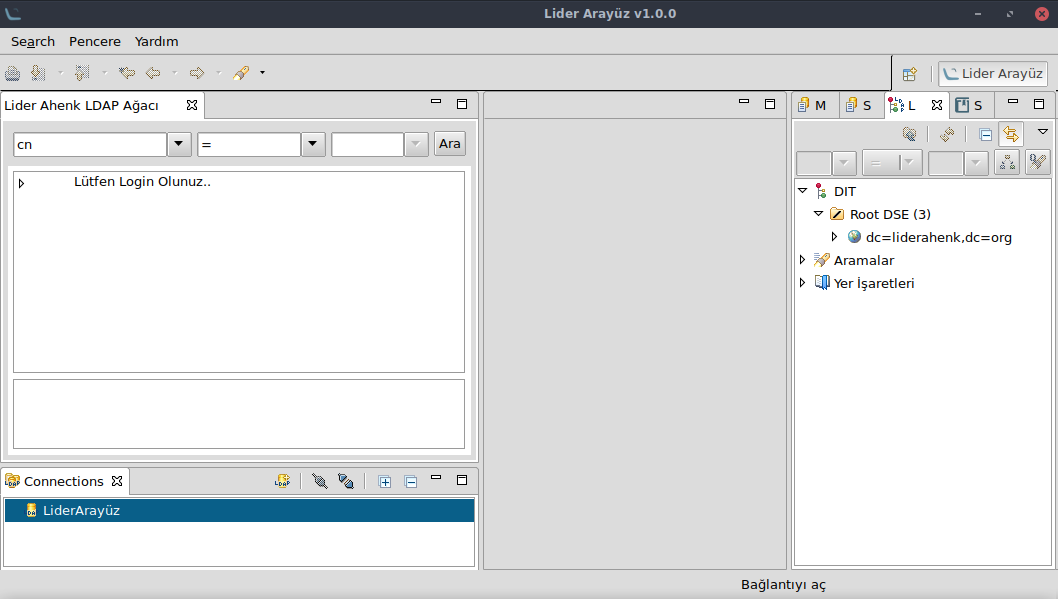 Lider Arayüz v1.0.0
Search Pencere Yardım
Lider Arayüz
Lider Ahenk LDAP Ağacı
M S L S
cn = Ara
Lütfen Login Olunuz..
=
DIT
Root DSE (3)
dc=liderahenk,dc=org
Aramalar
Yer İşaretleri
Connections
LDAP
LiderArayüz
Bağlantıyı aç